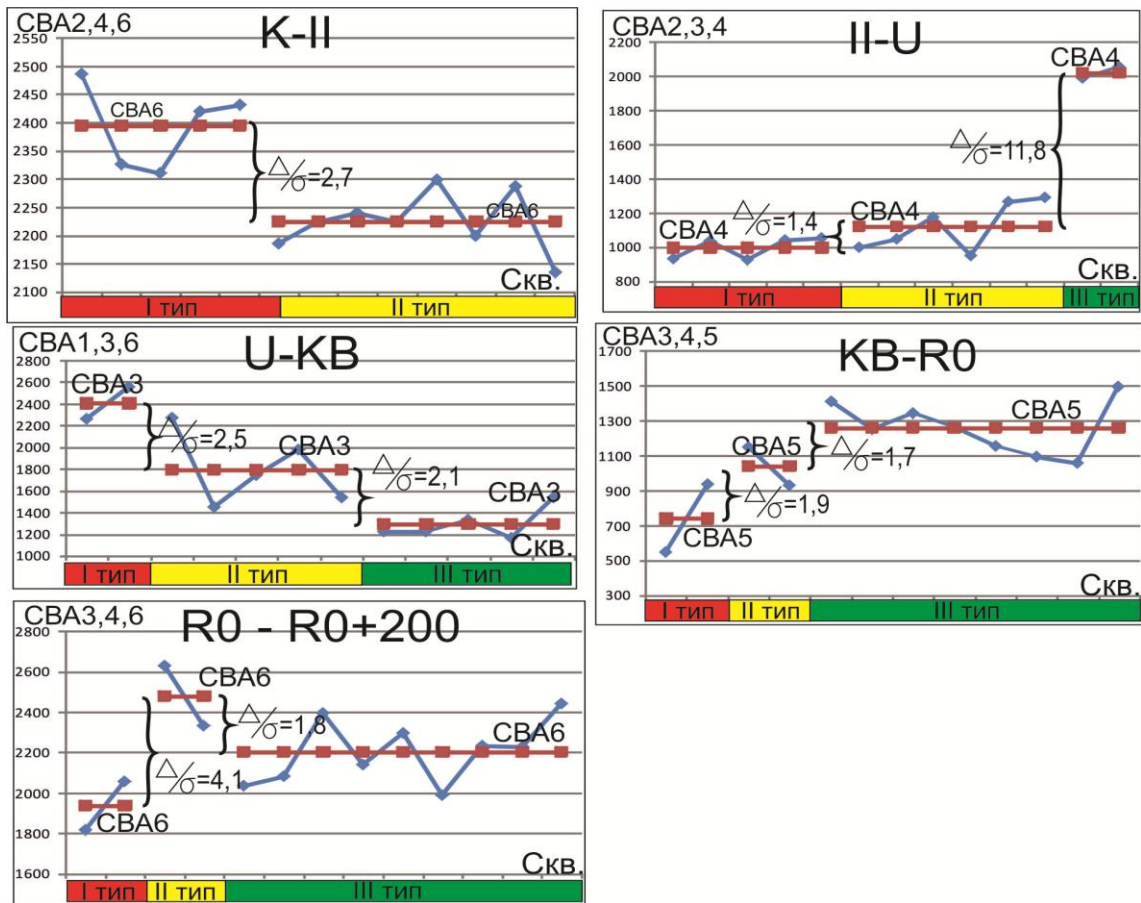 СВА2,4,6
K-II
2550
2500
2450
2400
2350
2300
2250
2200
2150
2100
СВА6
△/σ=2,7
СВА6
Скв.
I тип
II тип
СВА2,3,4
II-U
2200
2000
1800
1600
1400
1200
1000
800
СВА4
△/σ=11,8
△/σ=1,4
СВА4
СВА4
I тип
II тип
III тип
СВА1,3,6
U-KB
2800
2600
2400
2200
2000
1800
1600
1400
1200
1000
СВА3
△/σ=2,5
СВА3
△/σ=2,1
СВА3
Скв.
I тип
II тип
III тип
СВА3,4,5
KB-R0
1700
1500
1300
1100
900
700
500
300
СВА5
СВА5
△/σ=1,7
△/σ=1,9
СВА5
Скв.
I тип
II тип
III тип
СВА3,4,6
R0 - R0+200
2800
2600
2400
2200
2000
1800
1600
СВА6
△/σ=1,8
СВА6
△/σ=4,1
СВА6
Скв.
I тип
II тип
III тип